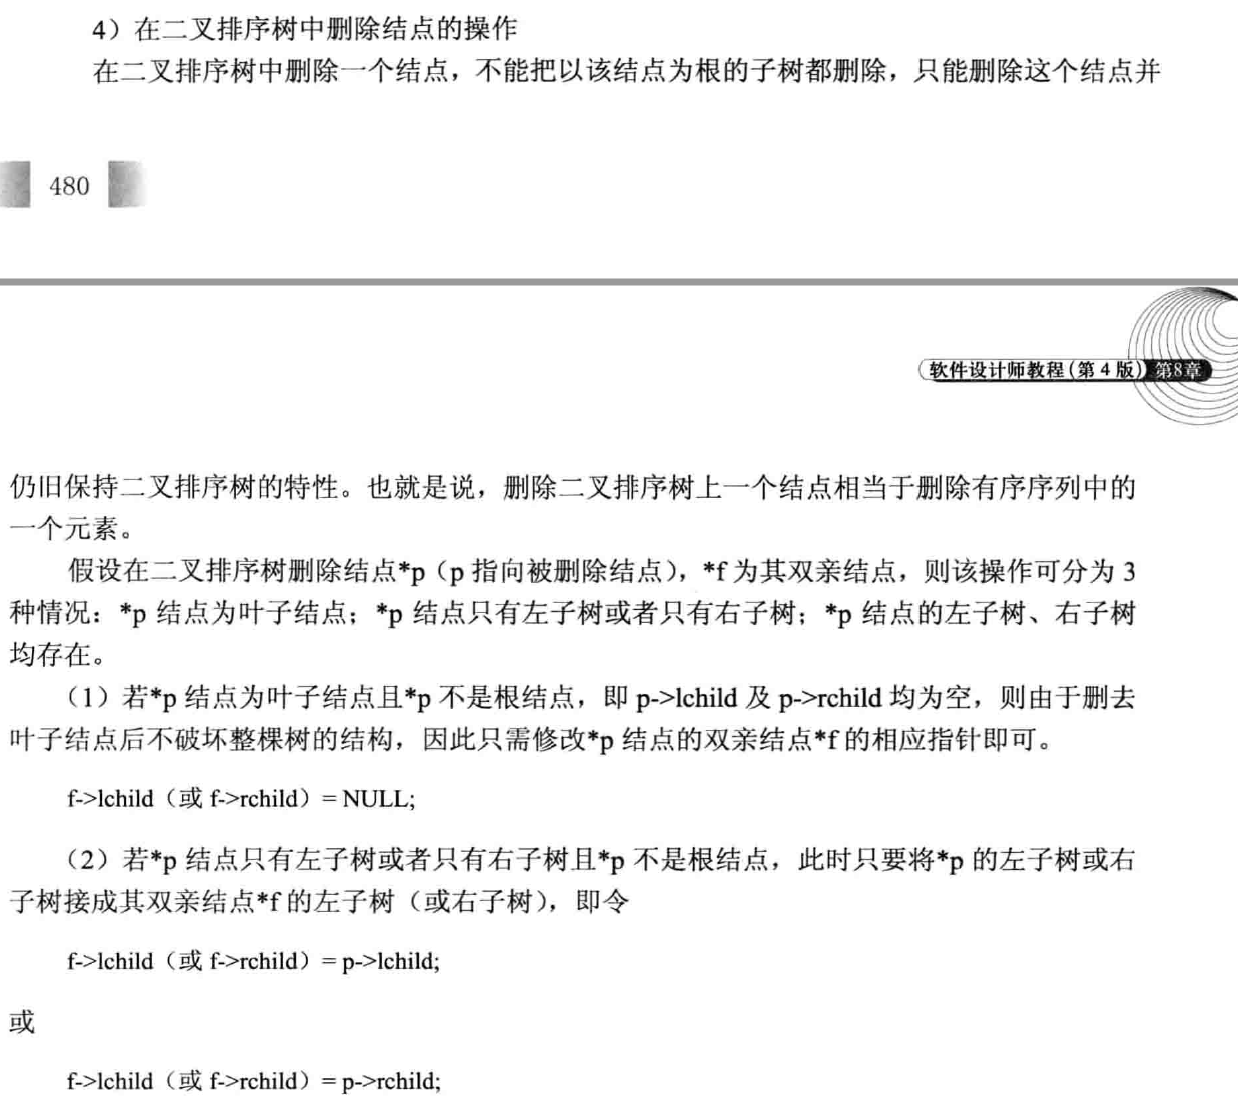 4）在二叉排序树中删除结点的操作
在二叉排序树中删除一个结点，不能把以该结点为根的子树都删除，只能删除这个结点并
480
软件设计师教程（第 4 版）第8章
仍旧保持二叉排序树的特性。也就是说，删除二叉排序树上一个结点相当于删除有序序列中的
一个元素。
假设在二叉排序树删除结点*p（p 指向被删除结点），*f 为其双亲结点，则该操作可分为 3
种情况：*p 结点为叶子结点；*p 结点只有左子树或者只有右子树；*p 结点的左子树、右子树
均存在。
（1）若*p 结点为叶子结点且*p 不是根结点，即 p->lchild 及 p->rchild 均为空，则由于删去
叶子结点后不破坏整棵树的结构，因此只需修改*p 结点的双亲结点*f 的相应指针即可。
f->lchild（或 f->rchild）= NULL;
（2）若*p 结点只有左子树或者只有右子树且*p 不是根结点，此时只要将*p 的左子树或右
子树接成其双亲结点*f 的左子树（或右子树），即令
f->lchild（或 f->rchild）= p->lchild;
或
f->lchild（或 f->rchild）= p->rchild;